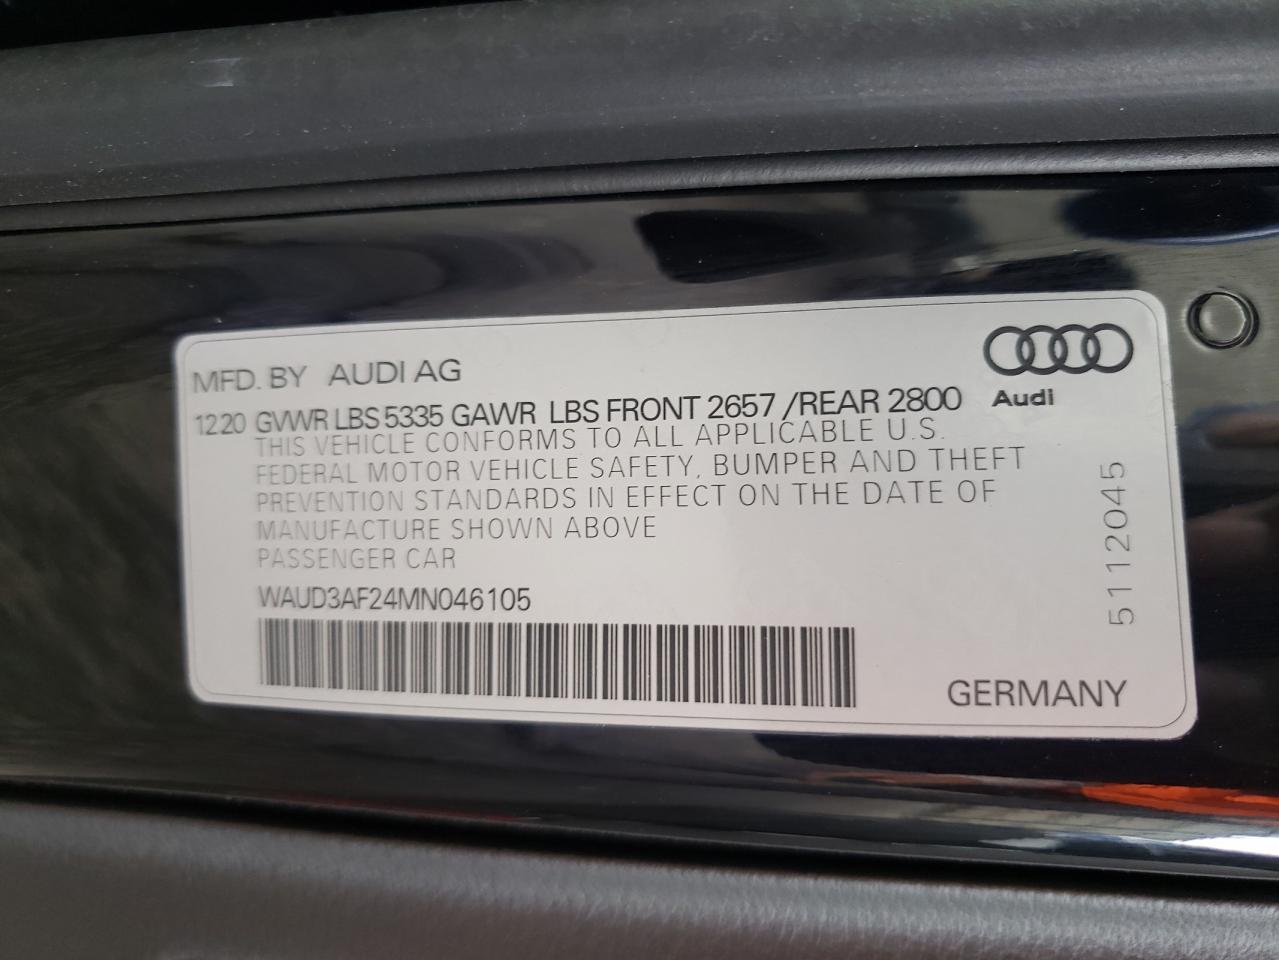 MFD. BY AUDI AG
12.20 GVWR LBS 5335 GAWR LBS FRONT 2657 /REAR 2800
Audi
THIS VEHICLE CONFORMS TO ALL APPLICABLE U.S.
FEDERAL MOTOR VEHICLE SAFETY, BUMPER AND THEFT
PREVENTION STANDARDS IN EFFECT ON THE DATE OF
MANUFACTURE SHOWN ABOVE
PASSENGER CAR
WAUD3AF24MN046105
5112045
GERMANY